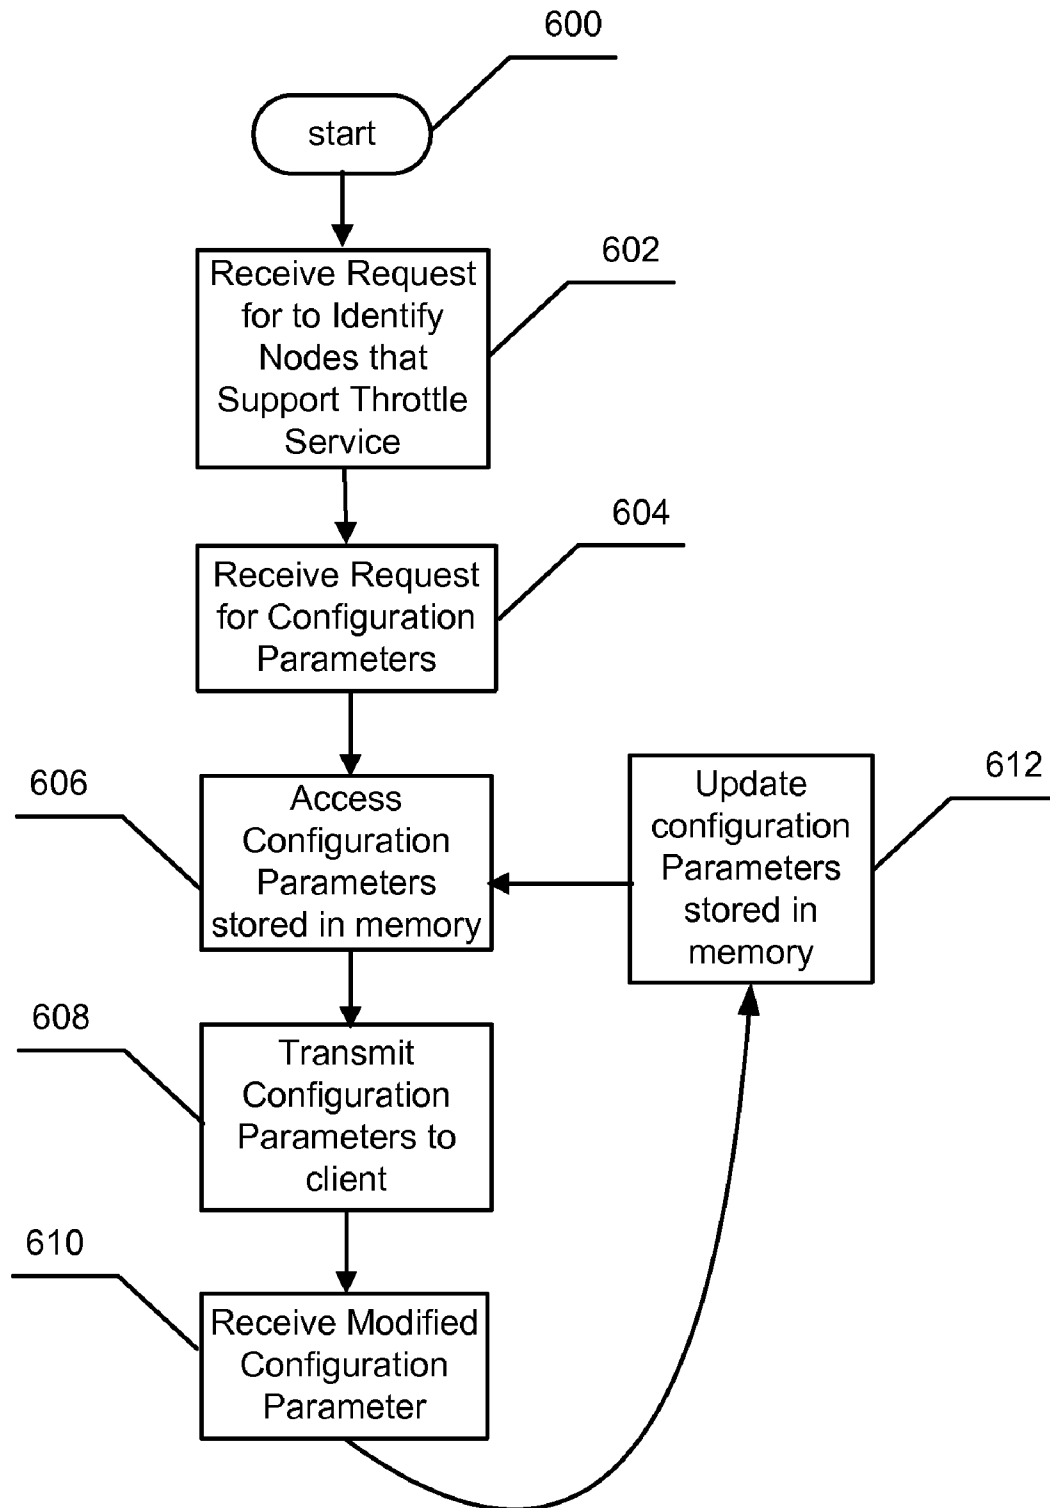 600
start
602
Receive Request
for to Identify
Nodes that
Support Throttle
Service
604
Receive Request
for Configuration
Parameters
606
Access
Configuration
Parameters
stored in memory
612
Update
configuration
Parameters
stored in
memory
608
Transmit
Configuration
Parameters to
client
610
Receive Modified
Configuration
Parameter